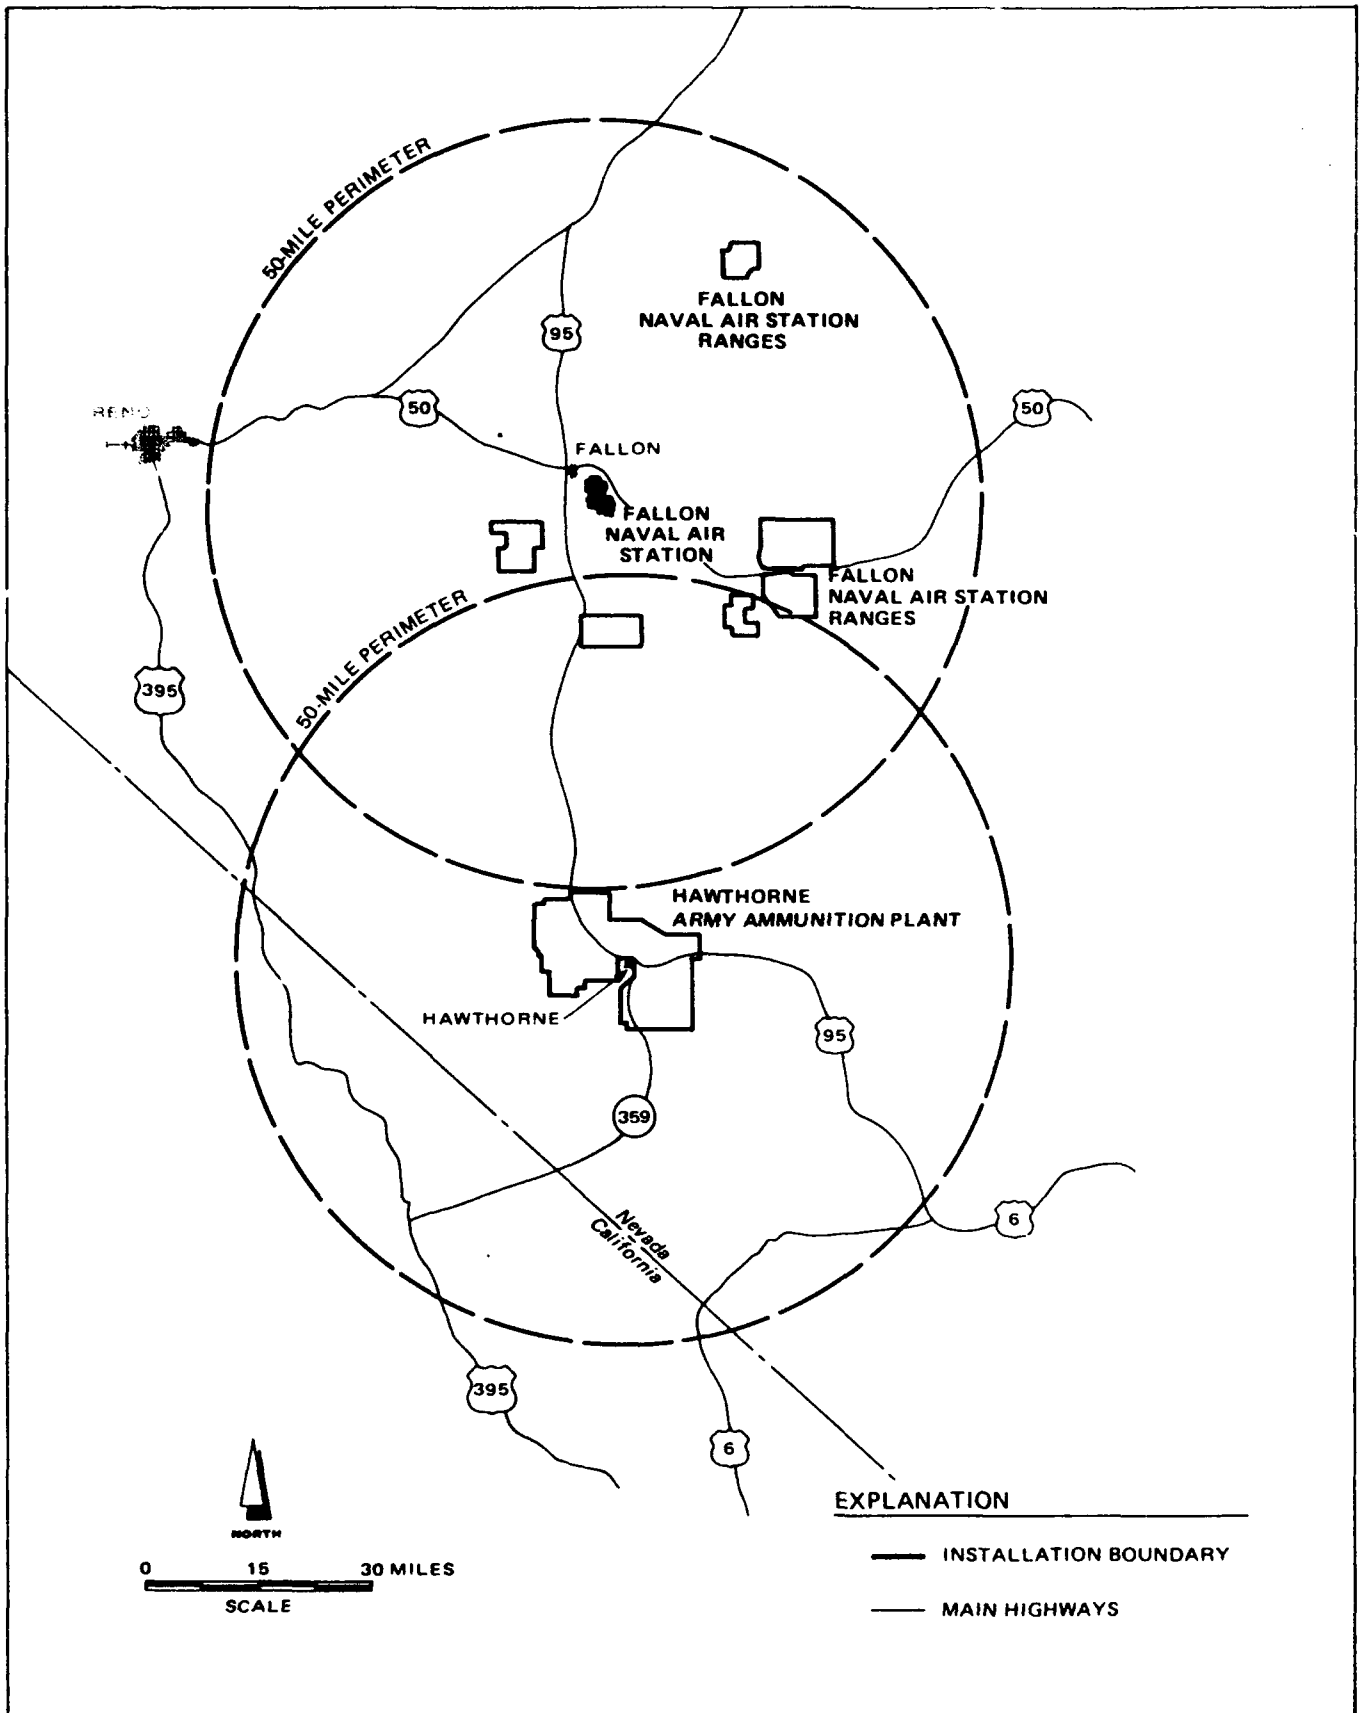 50-MILE PERIMETER
FALLON
NAVAL AIR STATION
RANGES
95
RENO
50
50
FALLON
FALLON
NAVAL AIR
STATION
FALLON
NAVAL AIR STATION
RANGES
50-MILE PERIMETER
395
HAWTHORNE
ARMY AMMUNITION PLANT
HAWTHORNE
95
359
Nevada
California
6
395
6
NORTH
0 15 30 MILES
SCALE
EXPLANATION
INSTALLATION BOUNDARY
MAIN HIGHWAYS